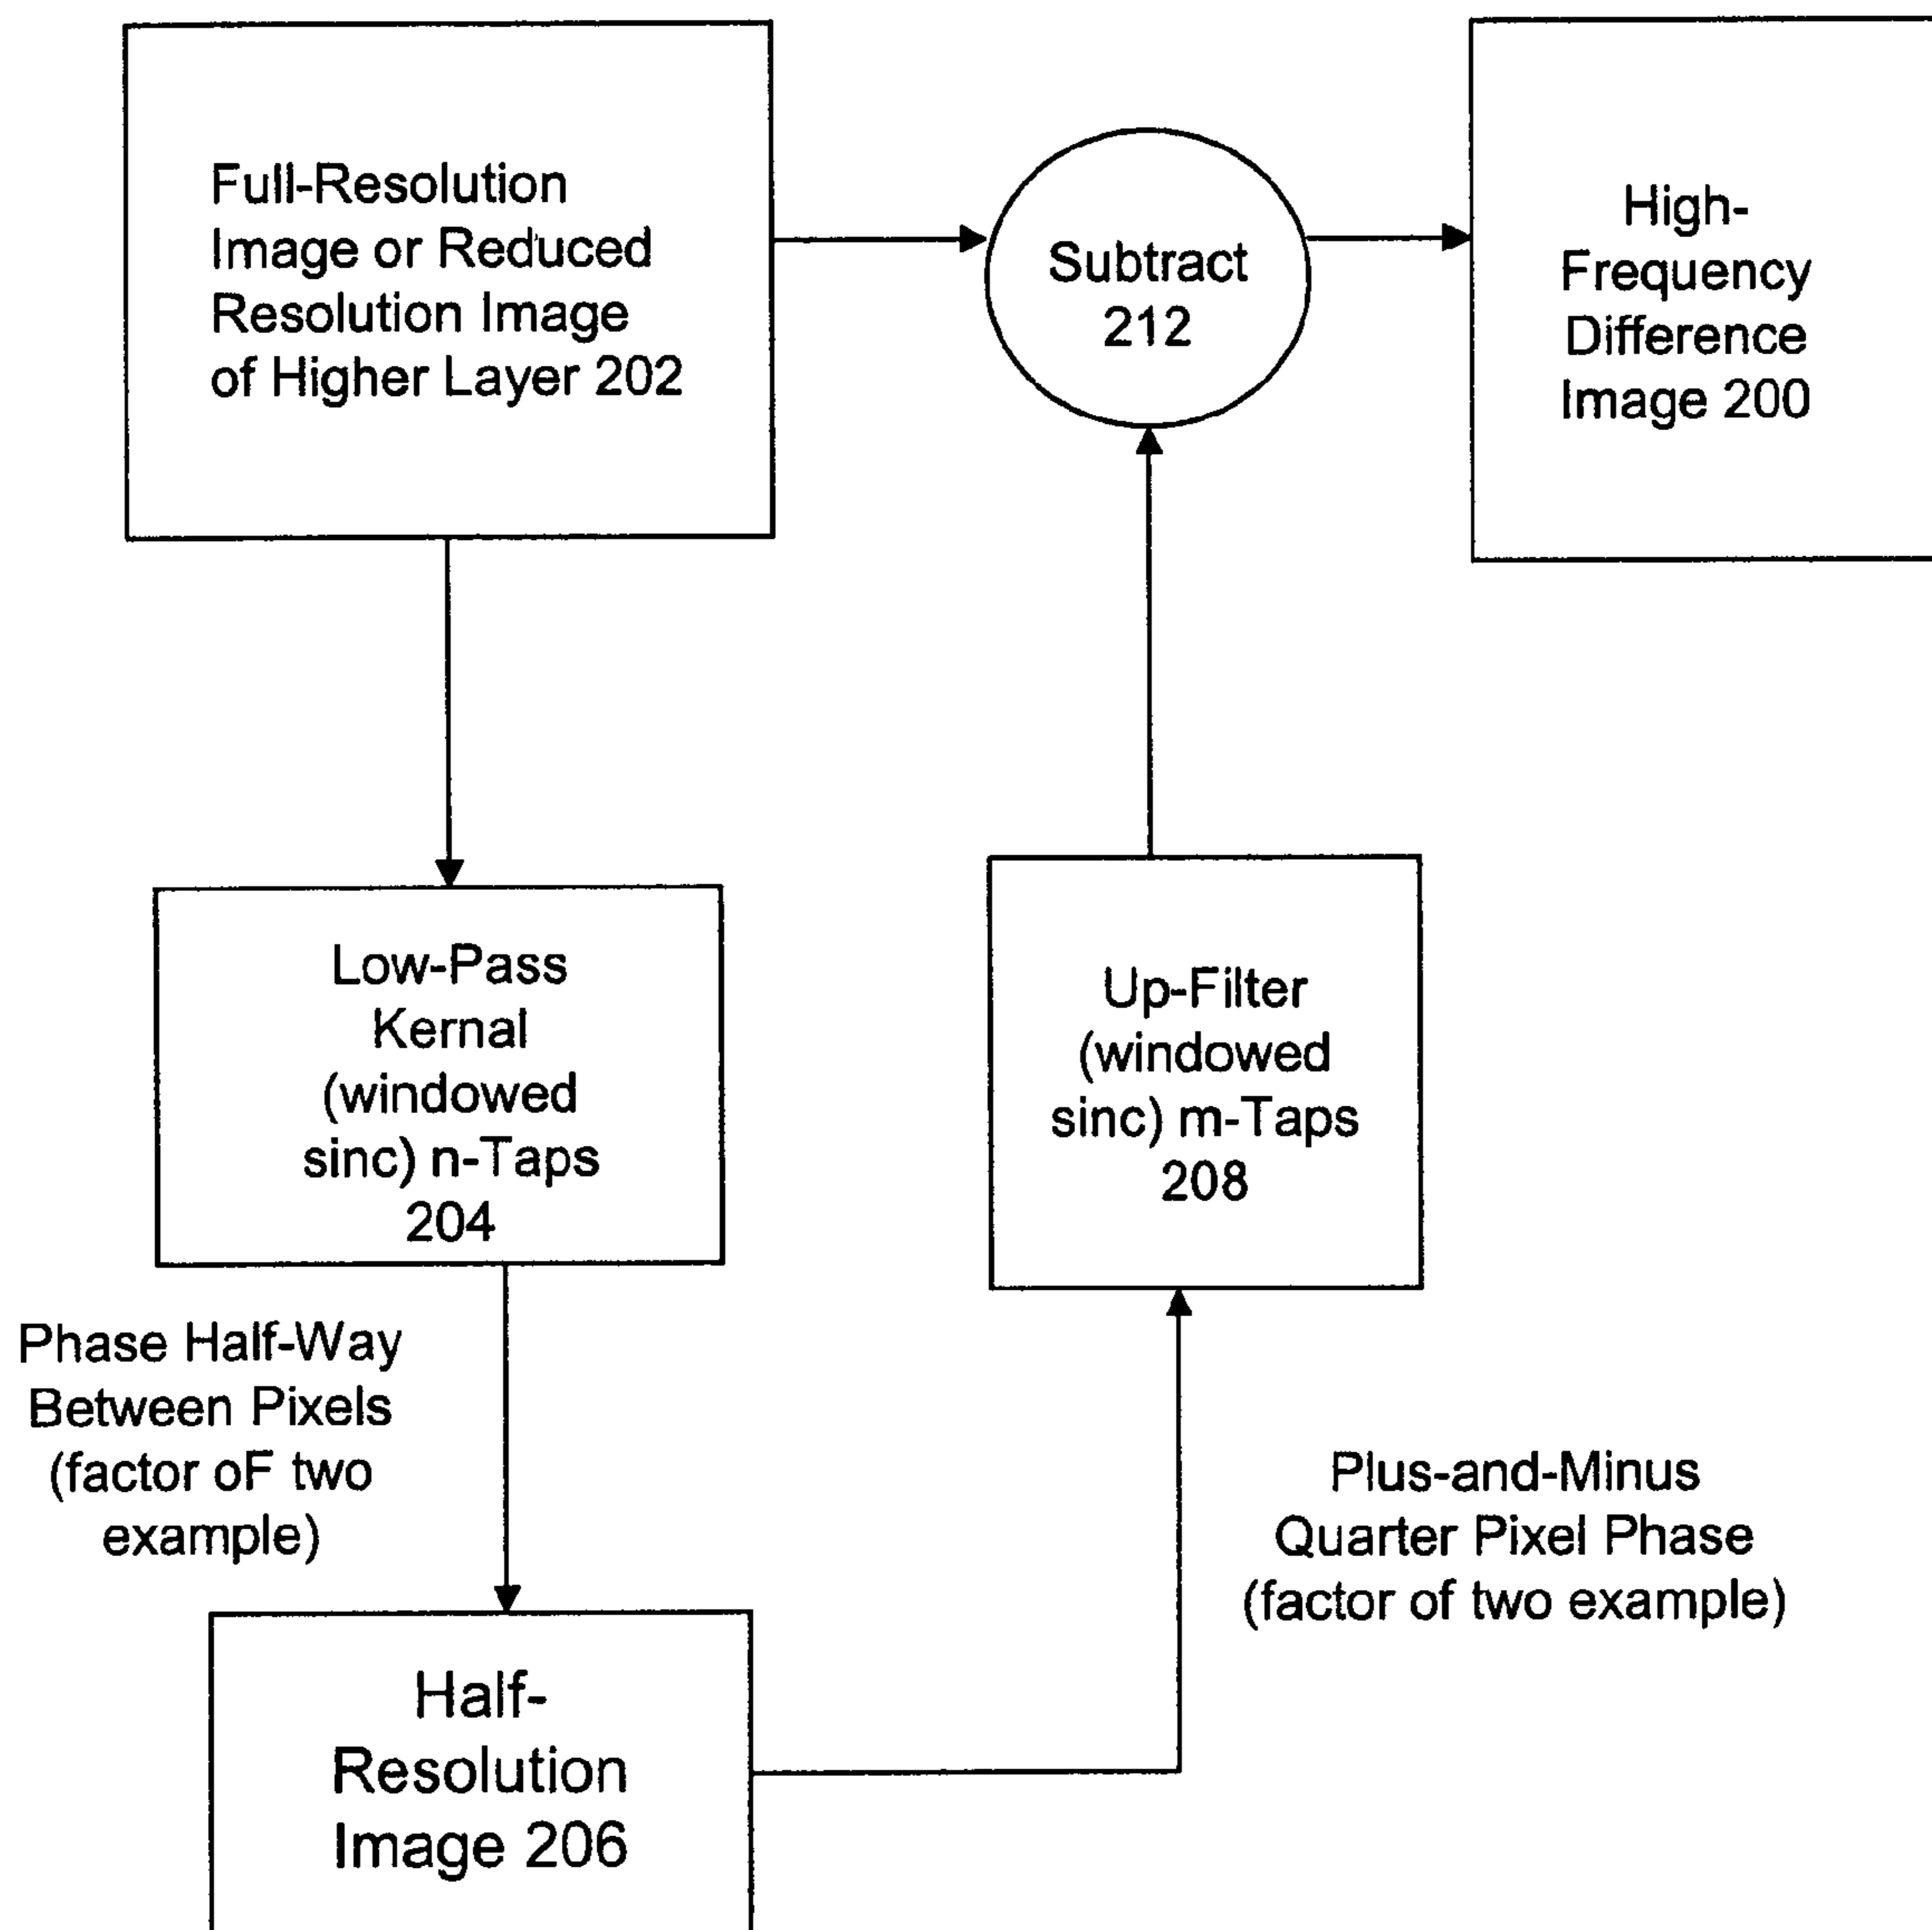 Full-Resolution
Image or Reduced
Resolution Image
of Higher Layer 202
Subtract
212
High-
Frequency
Difference
Image 200
Low-Pass
Kernal
(windowed
sinc) n-Taps
204
Up-Filter
(windowed
sinc) m-Taps
208
Phase Half-Way
Between Pixels
(factor oF two
example)
Plus-and-Minus
Quarter Pixel Phase
(factor of two example)
Half-
Resolution
Image 206